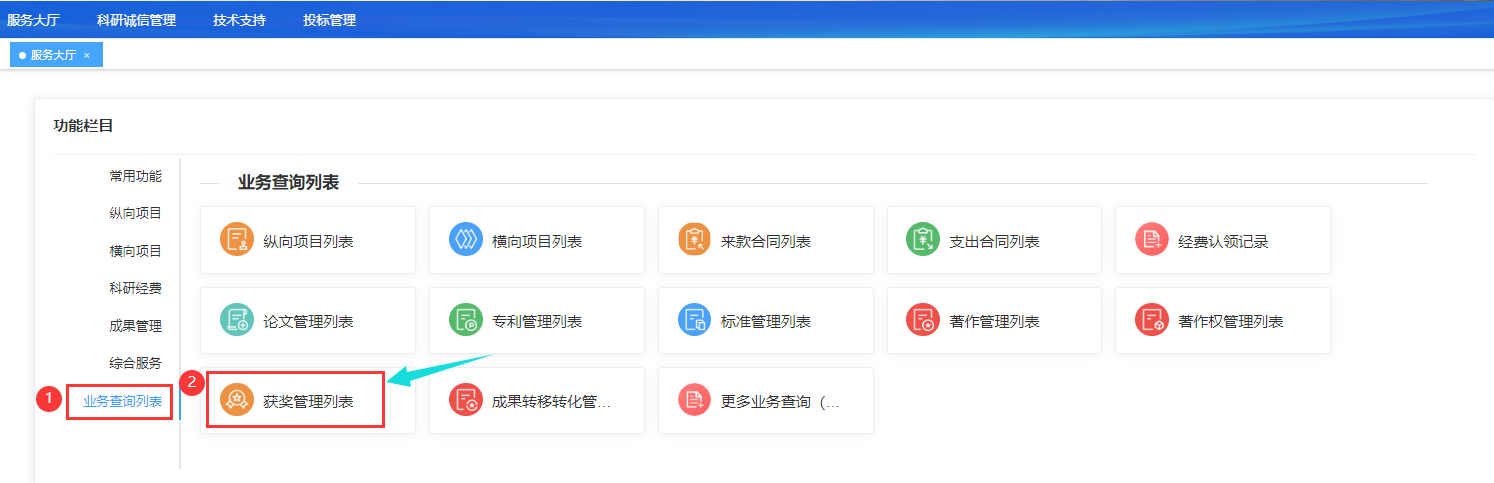 服务大厅 科研诚信管理 技术支持 投标管理
服务大厅 ×
功能栏目
常用功能
纵向项目
横向项目
科研经费
成果管理
综合服务
1 业务查询列表
业务查询列表
纵向项目列表 横向项目列表 来款合同列表 支出合同列表 经费认领记录
论文管理列表 专利管理列表 标准管理列表 著作管理列表 著作权管理列表
2 获奖管理列表 成果转移转化管... 更多业务查询（...